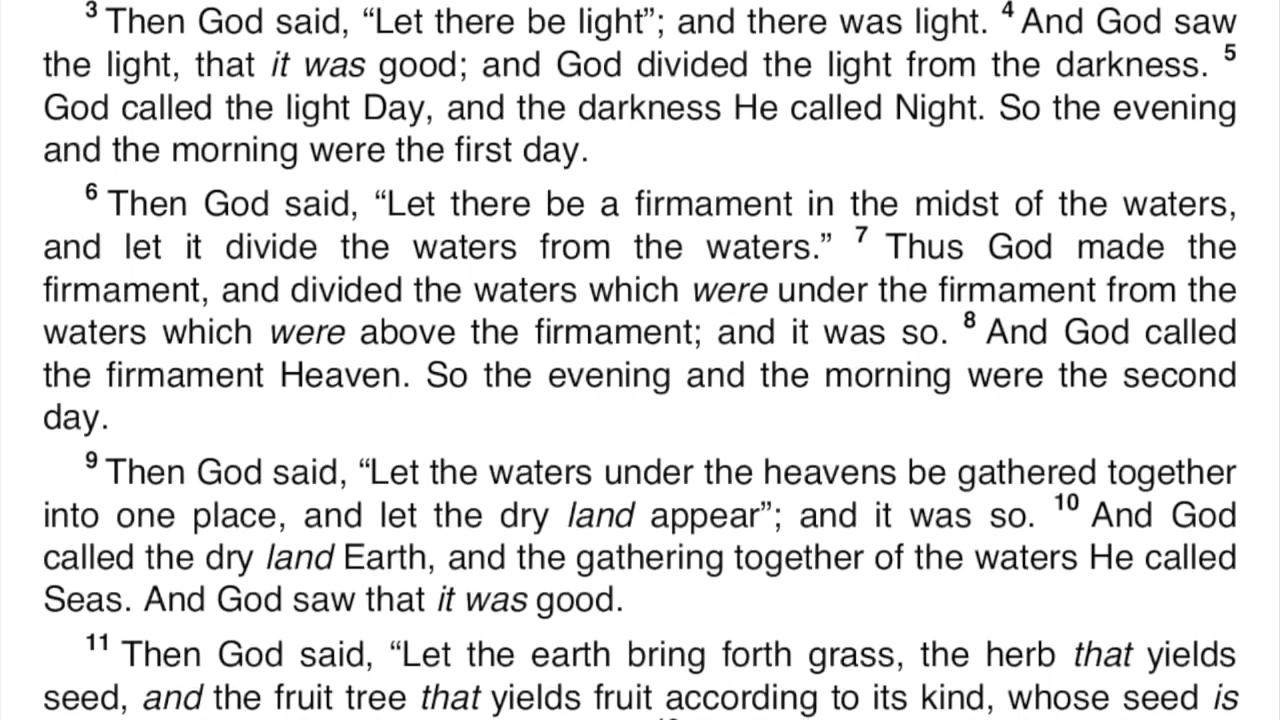 3 Then God said, “Let there be light”; and there was light. 4 And God saw
the light, that it was good; and God divided the light from the darkness. 5
God called the light Day, and the darkness He called Night. So the evening
and the morning were the first day.
6 Then God said, “Let there be a firmament in the midst of the waters,
and let it divide the waters from the waters.” 7 Thus God made the
firmament, and divided the waters which were under the firmament from the
waters which were above the firmament; and it was so. 8 And God called
the firmament Heaven. So the evening and the morning were the second
day.
9 Then God said, “Let the waters under the heavens be gathered together
into one place, and let the dry land appear”; and it was so. 10 And God
called the dry land Earth, and the gathering together of the waters He called
Seas. And God saw that it was good.
11 Then God said, “Let the earth bring forth grass, the herb that yields
seed, and the fruit tree that yields fruit according to its kind, whose seed is